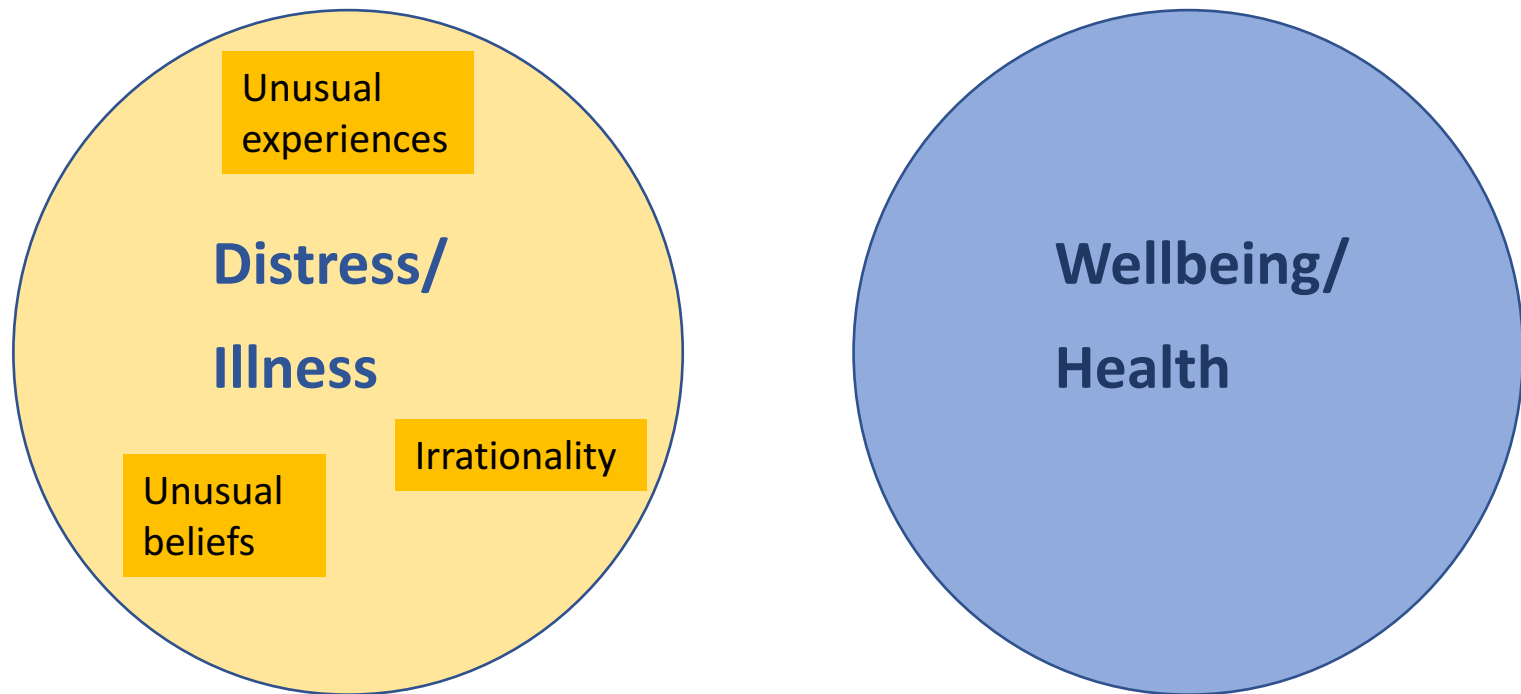 Unusual
experiences
Distress/
Illness
Irrationality
Unusual
beliefs
Wellbeing/
Health